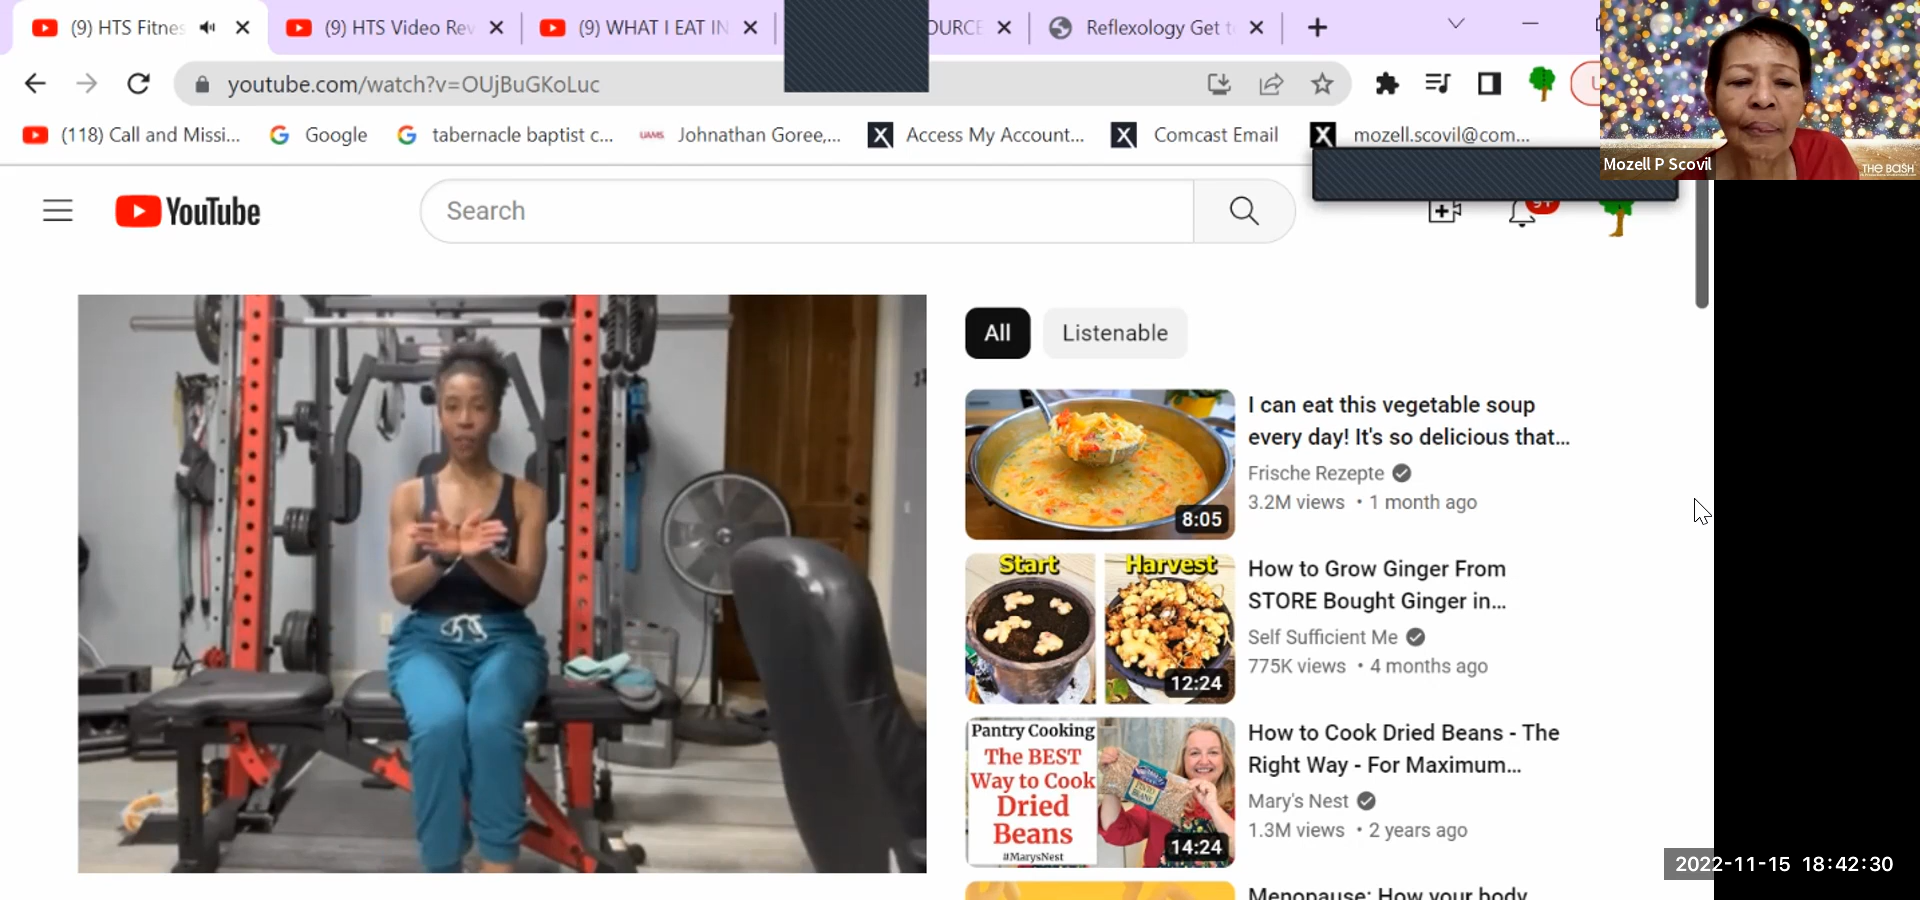 (9) HTS Fitnes
(9) HTS Video Rev
(9) WHAT I EAT IN
OURCE
Reflexology Get t
youtube.com/watch?v=OUjBuGKoLuc
(118) Call and Missi...
Google
tabernacle baptist c...
UAMS
Johnathan Goree,...
Access My Account...
Comcast Email
mozell.scovil@com...
Mozell P Scovil
THE BASH
YouTube
Search
9+
All
Listenable
I can eat this vegetable soup
every day! It's so delicious that...
Frische Rezepte
3.2M views • 1 month ago
8:05
Start
Harvest
12:24
How to Grow Ginger From
STORE Bought Ginger in...
Self Sufficient Me
775K views • 4 months ago
Pantry Cooking
The BEST
Way to Cook
Dried
Beans
#MarysNest
14:24
How to Cook Dried Beans - The
Right Way - For Maximum...
Mary's Nest
1.3M views • 2 years ago
2022-11-15 18:42:30
Menopause: How your body